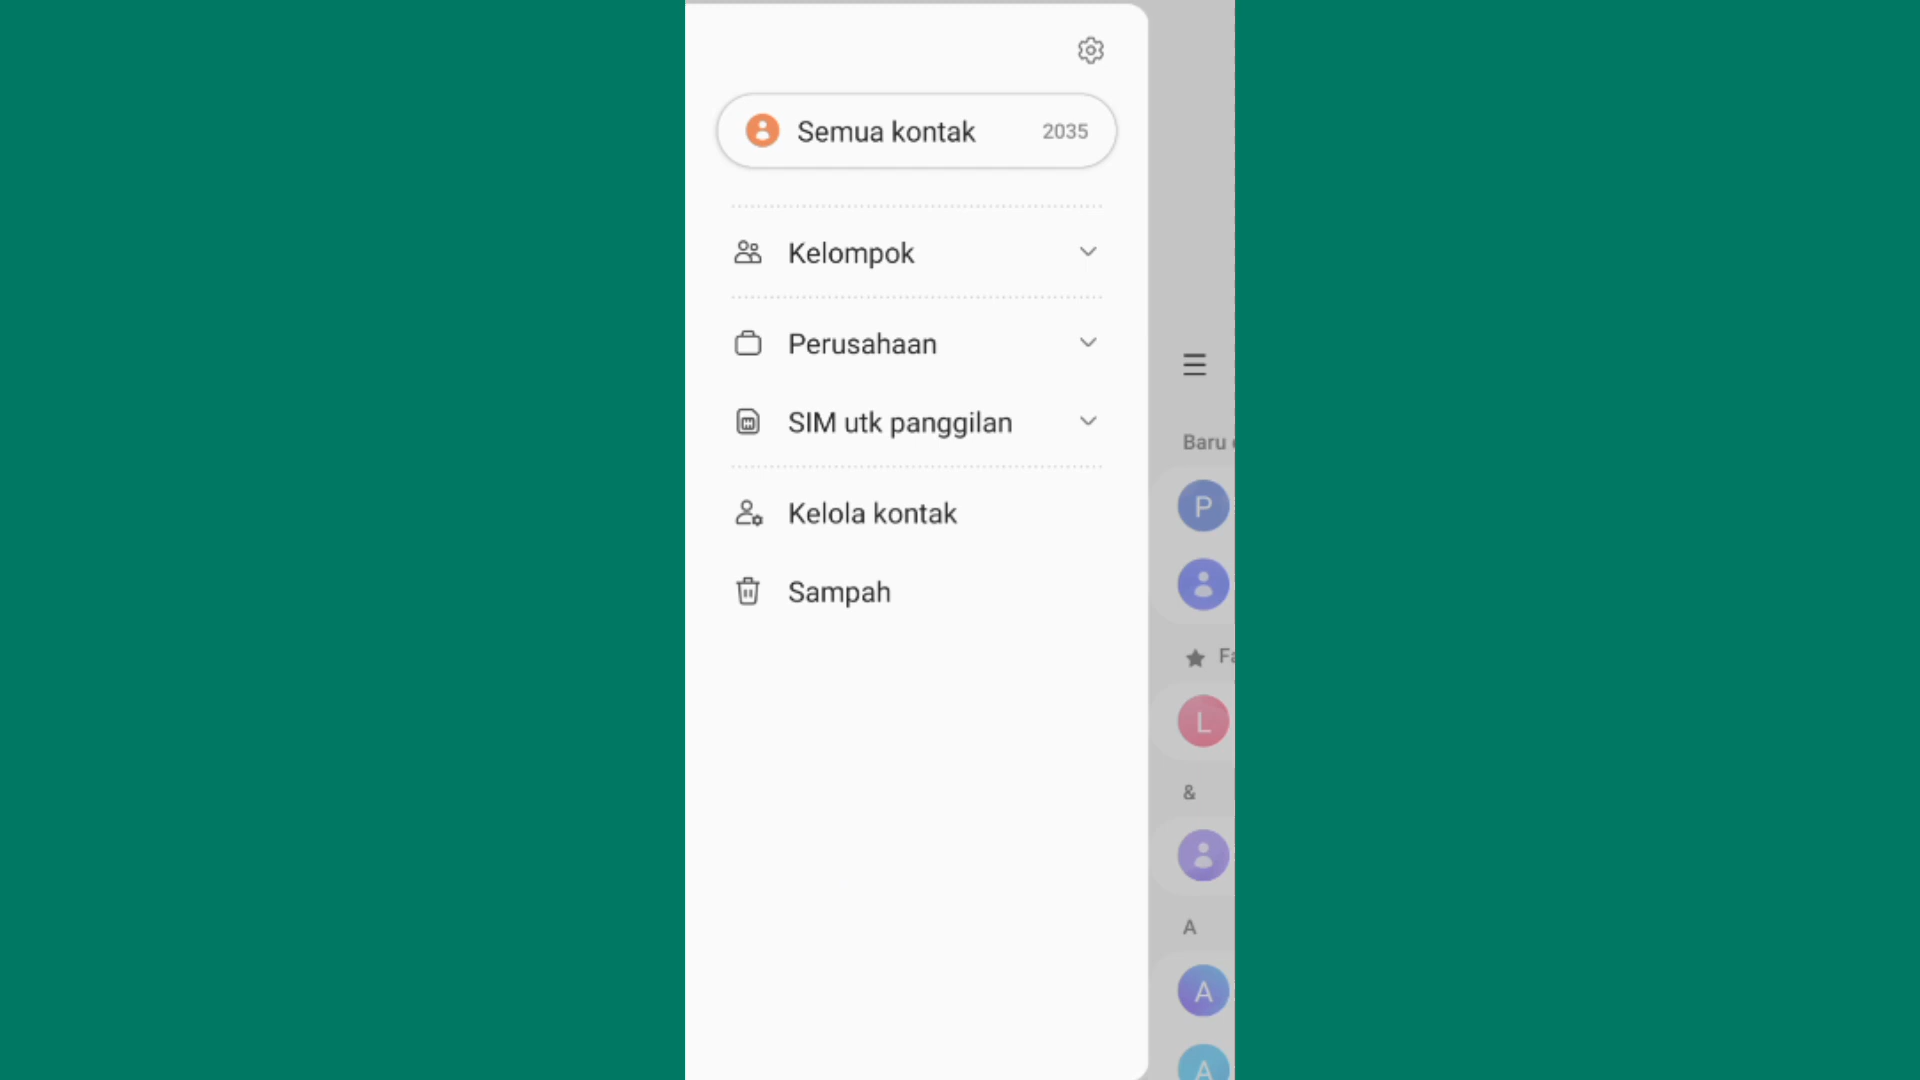 Semua kontak 2035
Kelompok
Perusahaan
SIM utk panggilan
Kelola kontak
Sampah
Baru
P
L
&
A
A
A